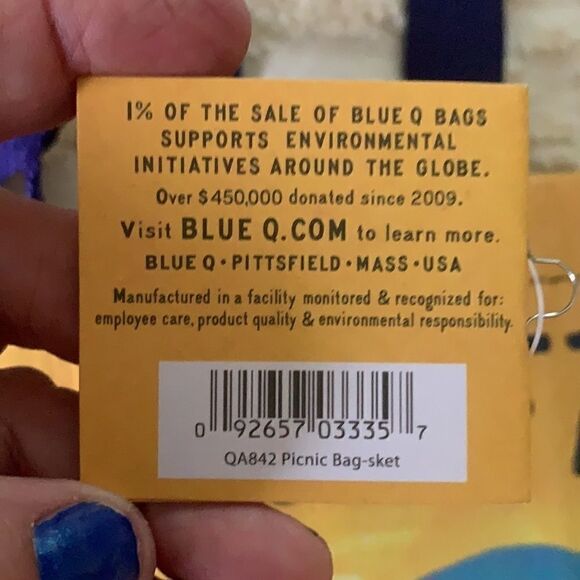 1% OF THE SALE OF BLUE Q BAGS
SUPPORTS ENVIRONMENTAL
INITIATIVES AROUND THE GLOBE.
Over $450,000 donated since 2009.
Visit BLUE Q.COM to learn more.
BLUE Q • PITTSFIELD • MASS • USA
Manufactured in a facility monitored & recognized for:
employee care, product quality & environmental responsibility.
0 92657 03335 7
QA842 Picnic Bag-sket